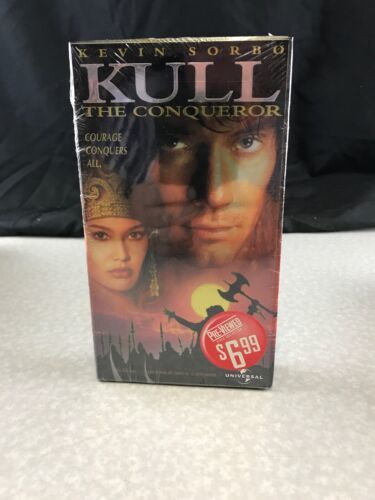 KEVIN SORBO
KULL
THE CONQUEROR
COURAGE
CONQUERS
ALL.
PRE-VIEWED
$6.99
UNIVERSAL